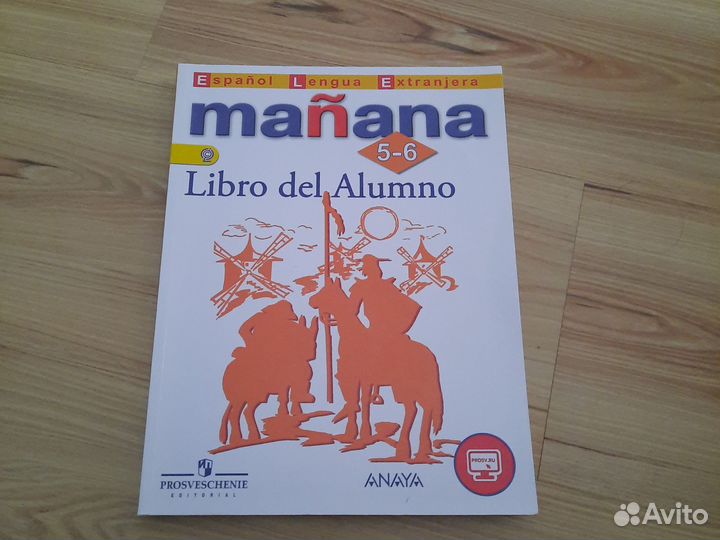 Español Lengua Extranjera
mañana
5-6
Libro del Alumno
PROSV.RU
PROSVESCHENIE
EDITORIAL
ANAYA
Avito